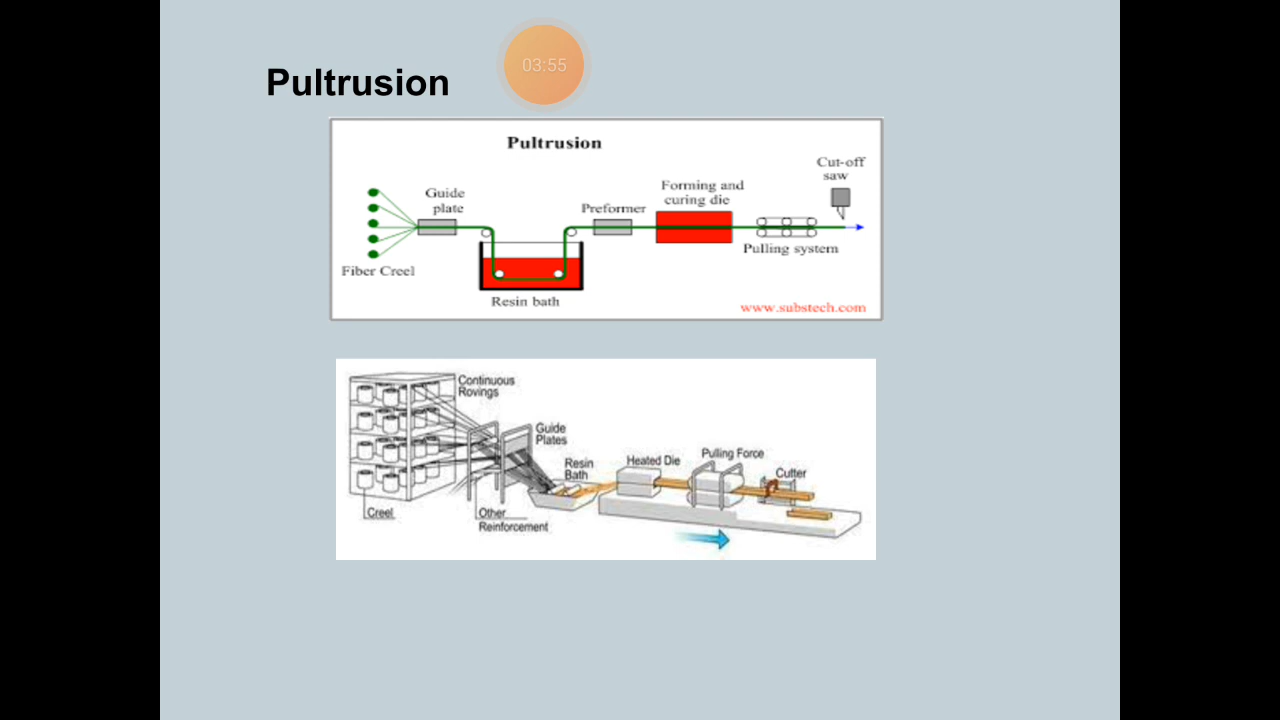 Pultrusion
03:55
Pultrusion
Cut-off
saw
Forming and
curing die
Guide
plate
Preformer
Pulling system
Fiber Creel
Resin bath
www.substech.com
Continuous
Rovings
Guide
Plates
Resin
Bath
Heated Die
Pulling Force
Cutter
Creel
Other
Reinforcement